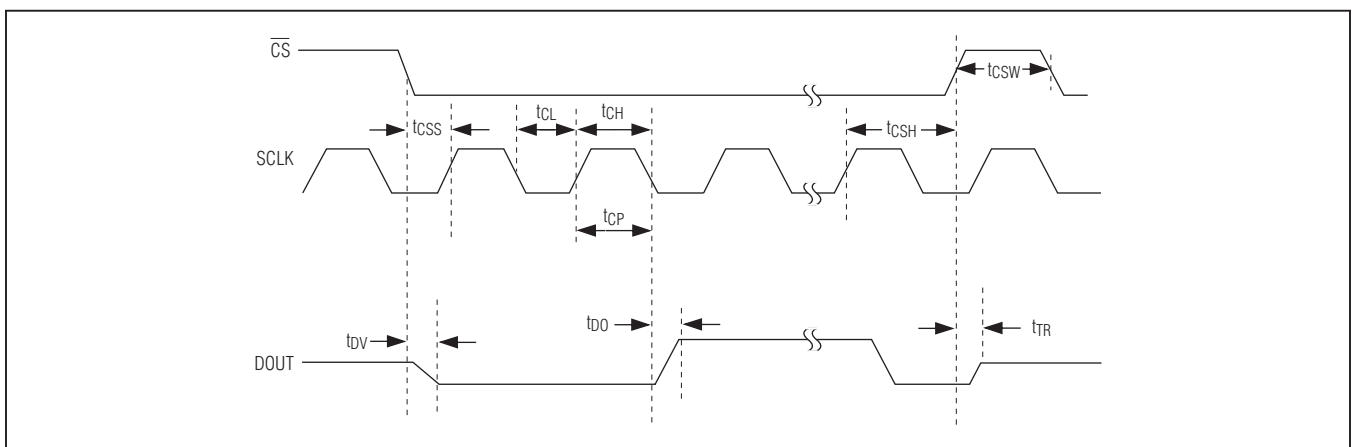 CS
tCSW
tCSS
tCL
tCH
tCSH
SCLK
tCP
tDV
tDO
tTR
DOUT